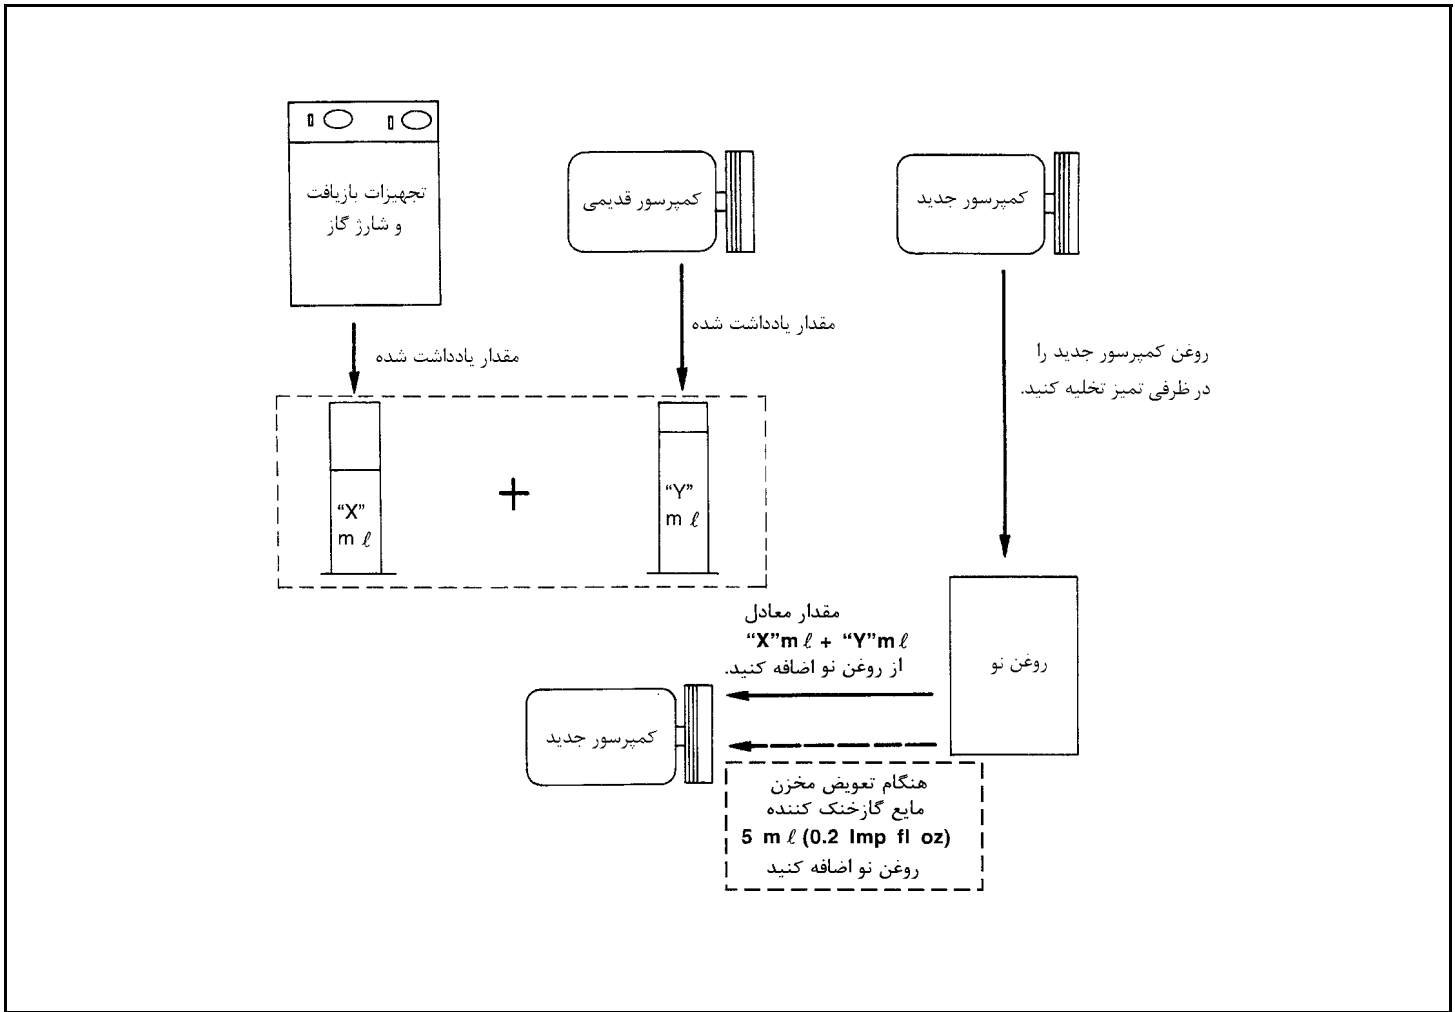 تجهیزات بازیافت
و شارژ گاز
کمپرسور قدیمی
کمپرسور جدید
مقدار یادداشت شده
مقدار یادداشت شده
روغن کمپرسور جدید را
در ظرفی تمیز تخلیه کنید.
“X”
m ℓ
+
“Y”
m ℓ
مقدار معادل
“X”m ℓ + “Y”m ℓ
از روغن نو اضافه کنید.
روغن نو
کمپرسور جدید
هنگام تعویض مخزن
مایع گازخنک کننده
5 m ℓ (0.2 Imp fl oz)
روغن نو اضافه کنید